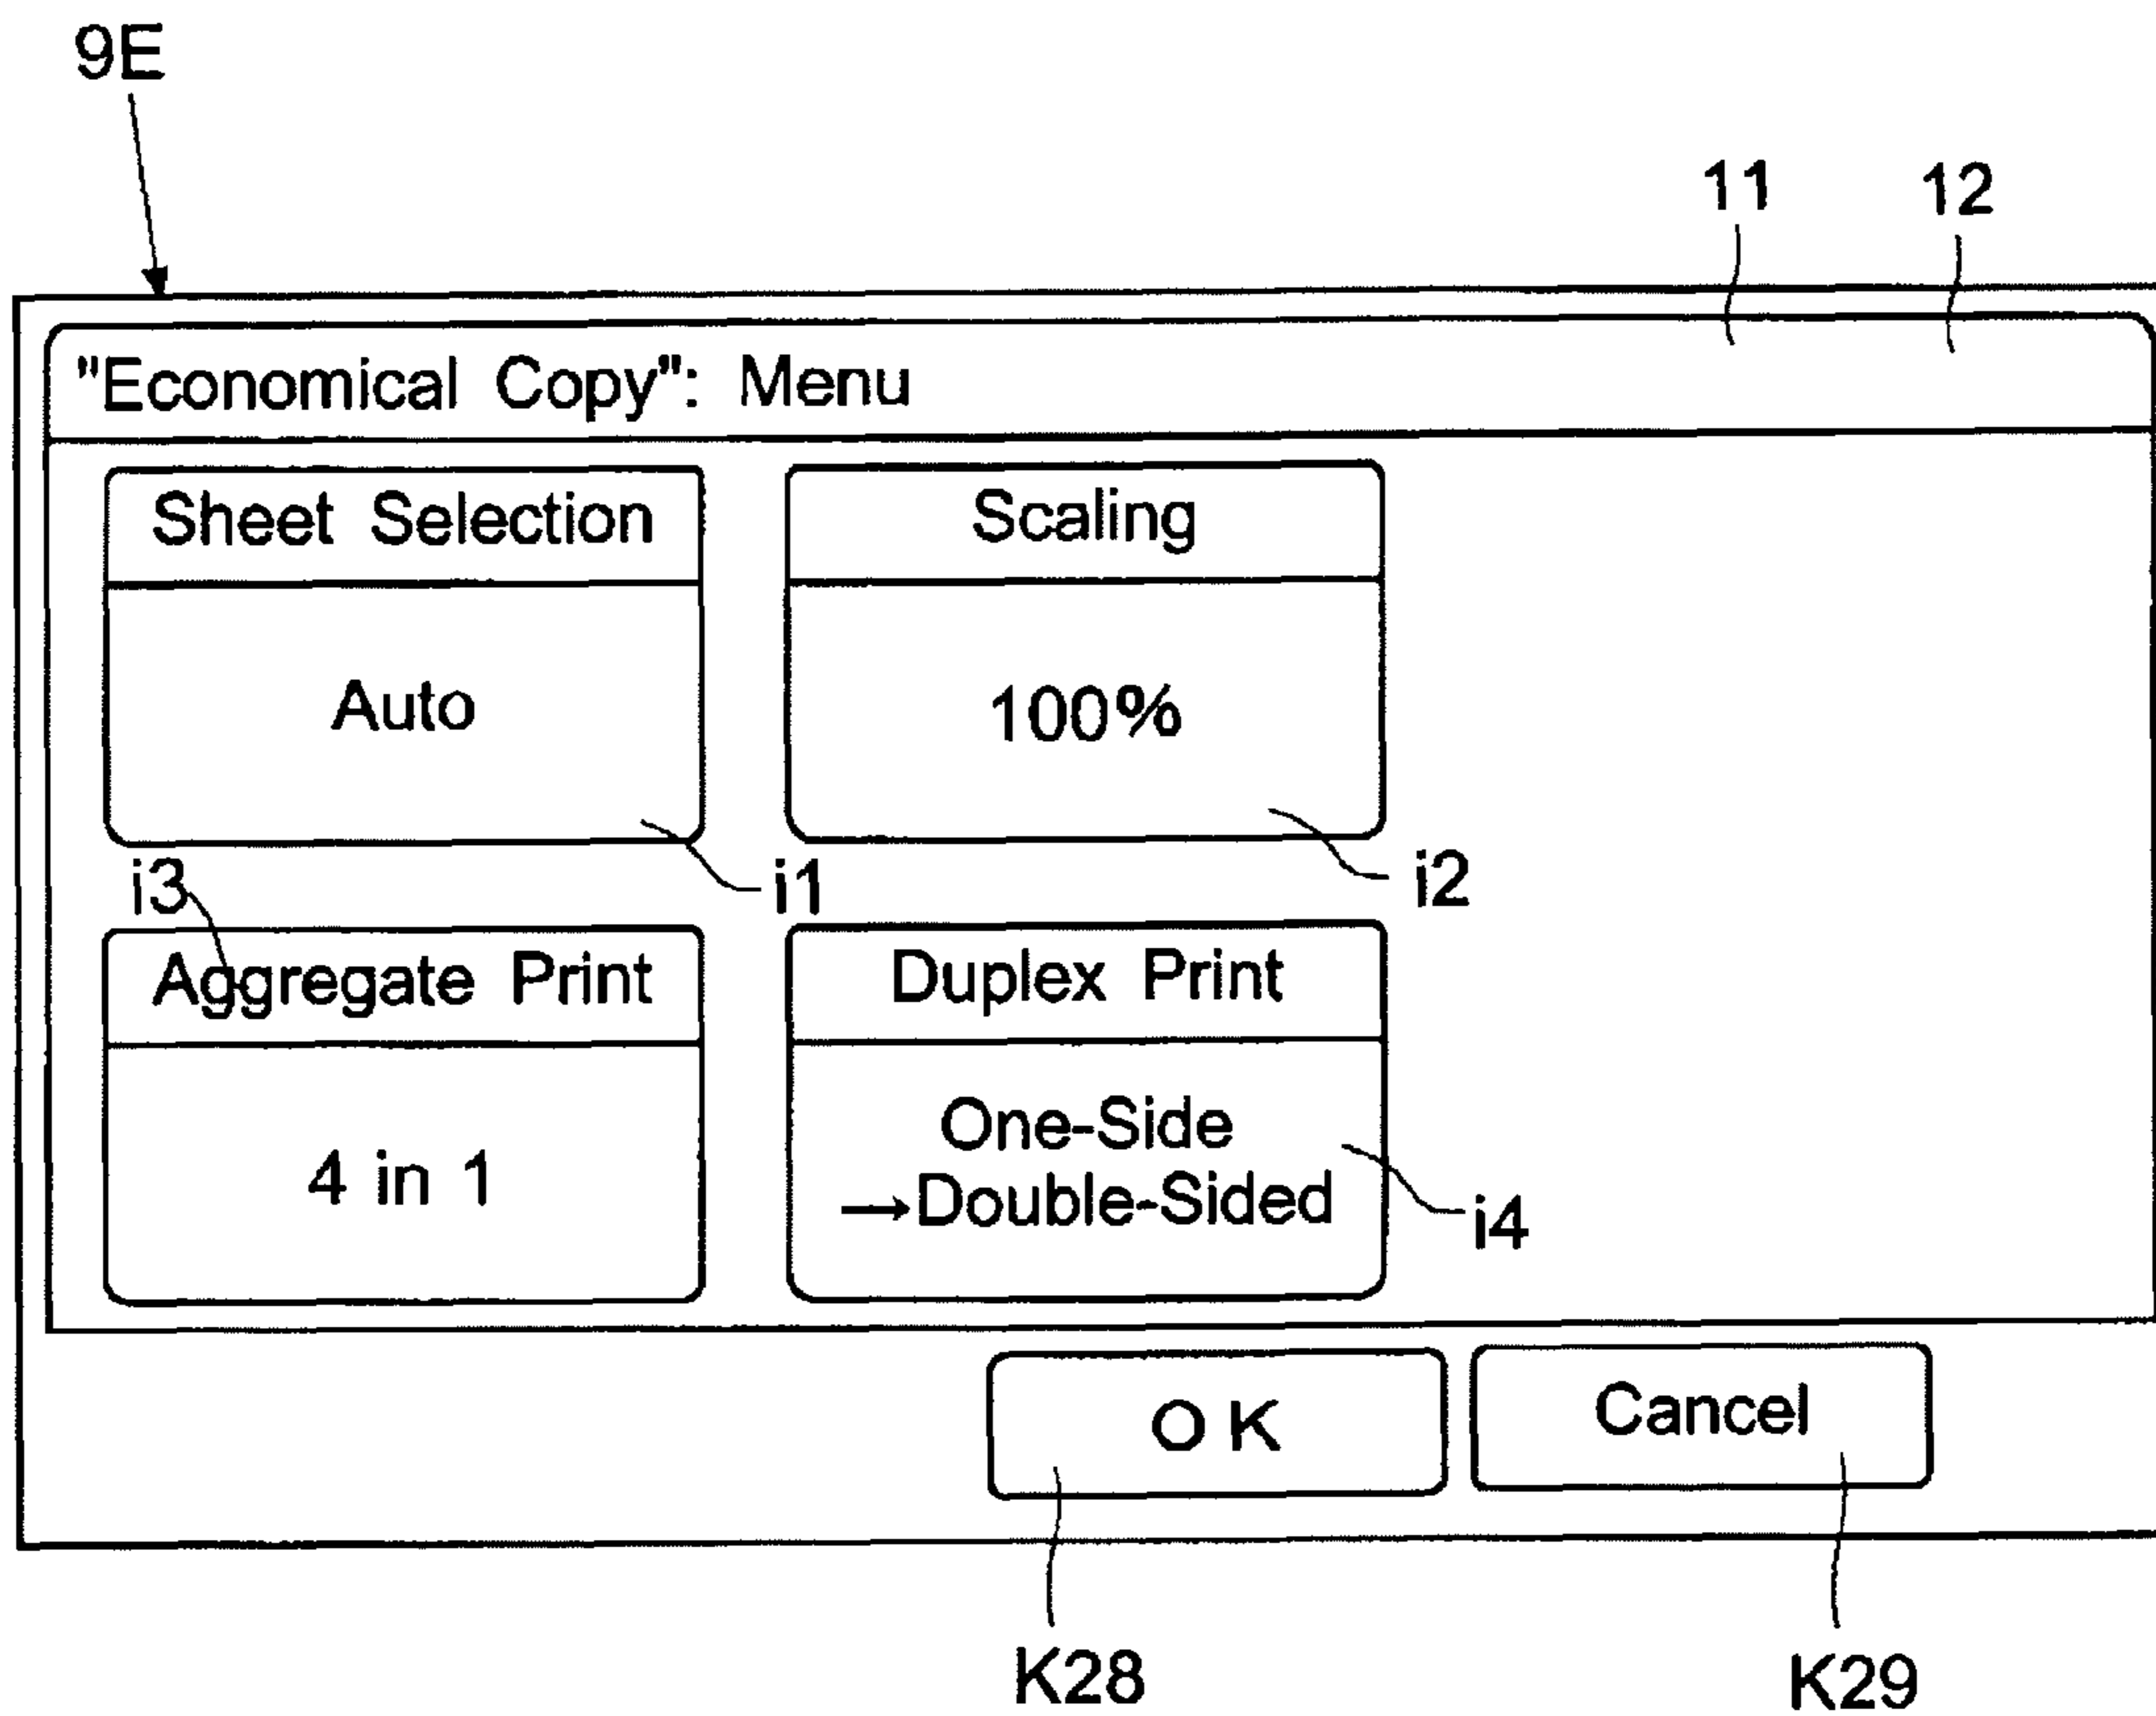 9E
11 12
"Economical Copy": Menu
Sheet Selection
Auto
i1
Scaling
100%
i2
i3
Aggregate Print
4 in 1
Duplex Print
One-Side
→Double-Sided
i4
OK
Cancel
K28
K29